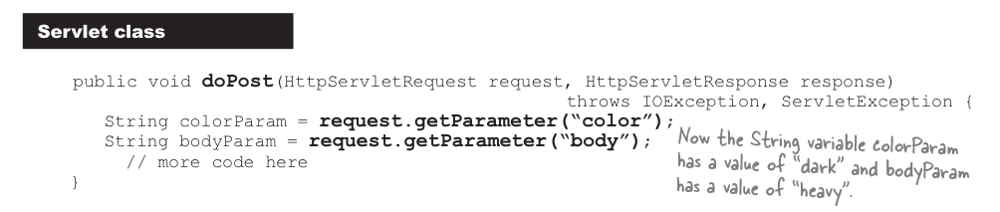 Servlet class
public void doPost(HttpServletRequest request, HttpServletResponse response)
throws IOException, ServletException {
String colorParam = request.getParameter(“color”);
String bodyParam = request.getParameter(“body”);
// more code here
}
Now the String variable colorParam
has a value of “dark” and bodyParam
has a value of “heavy”.